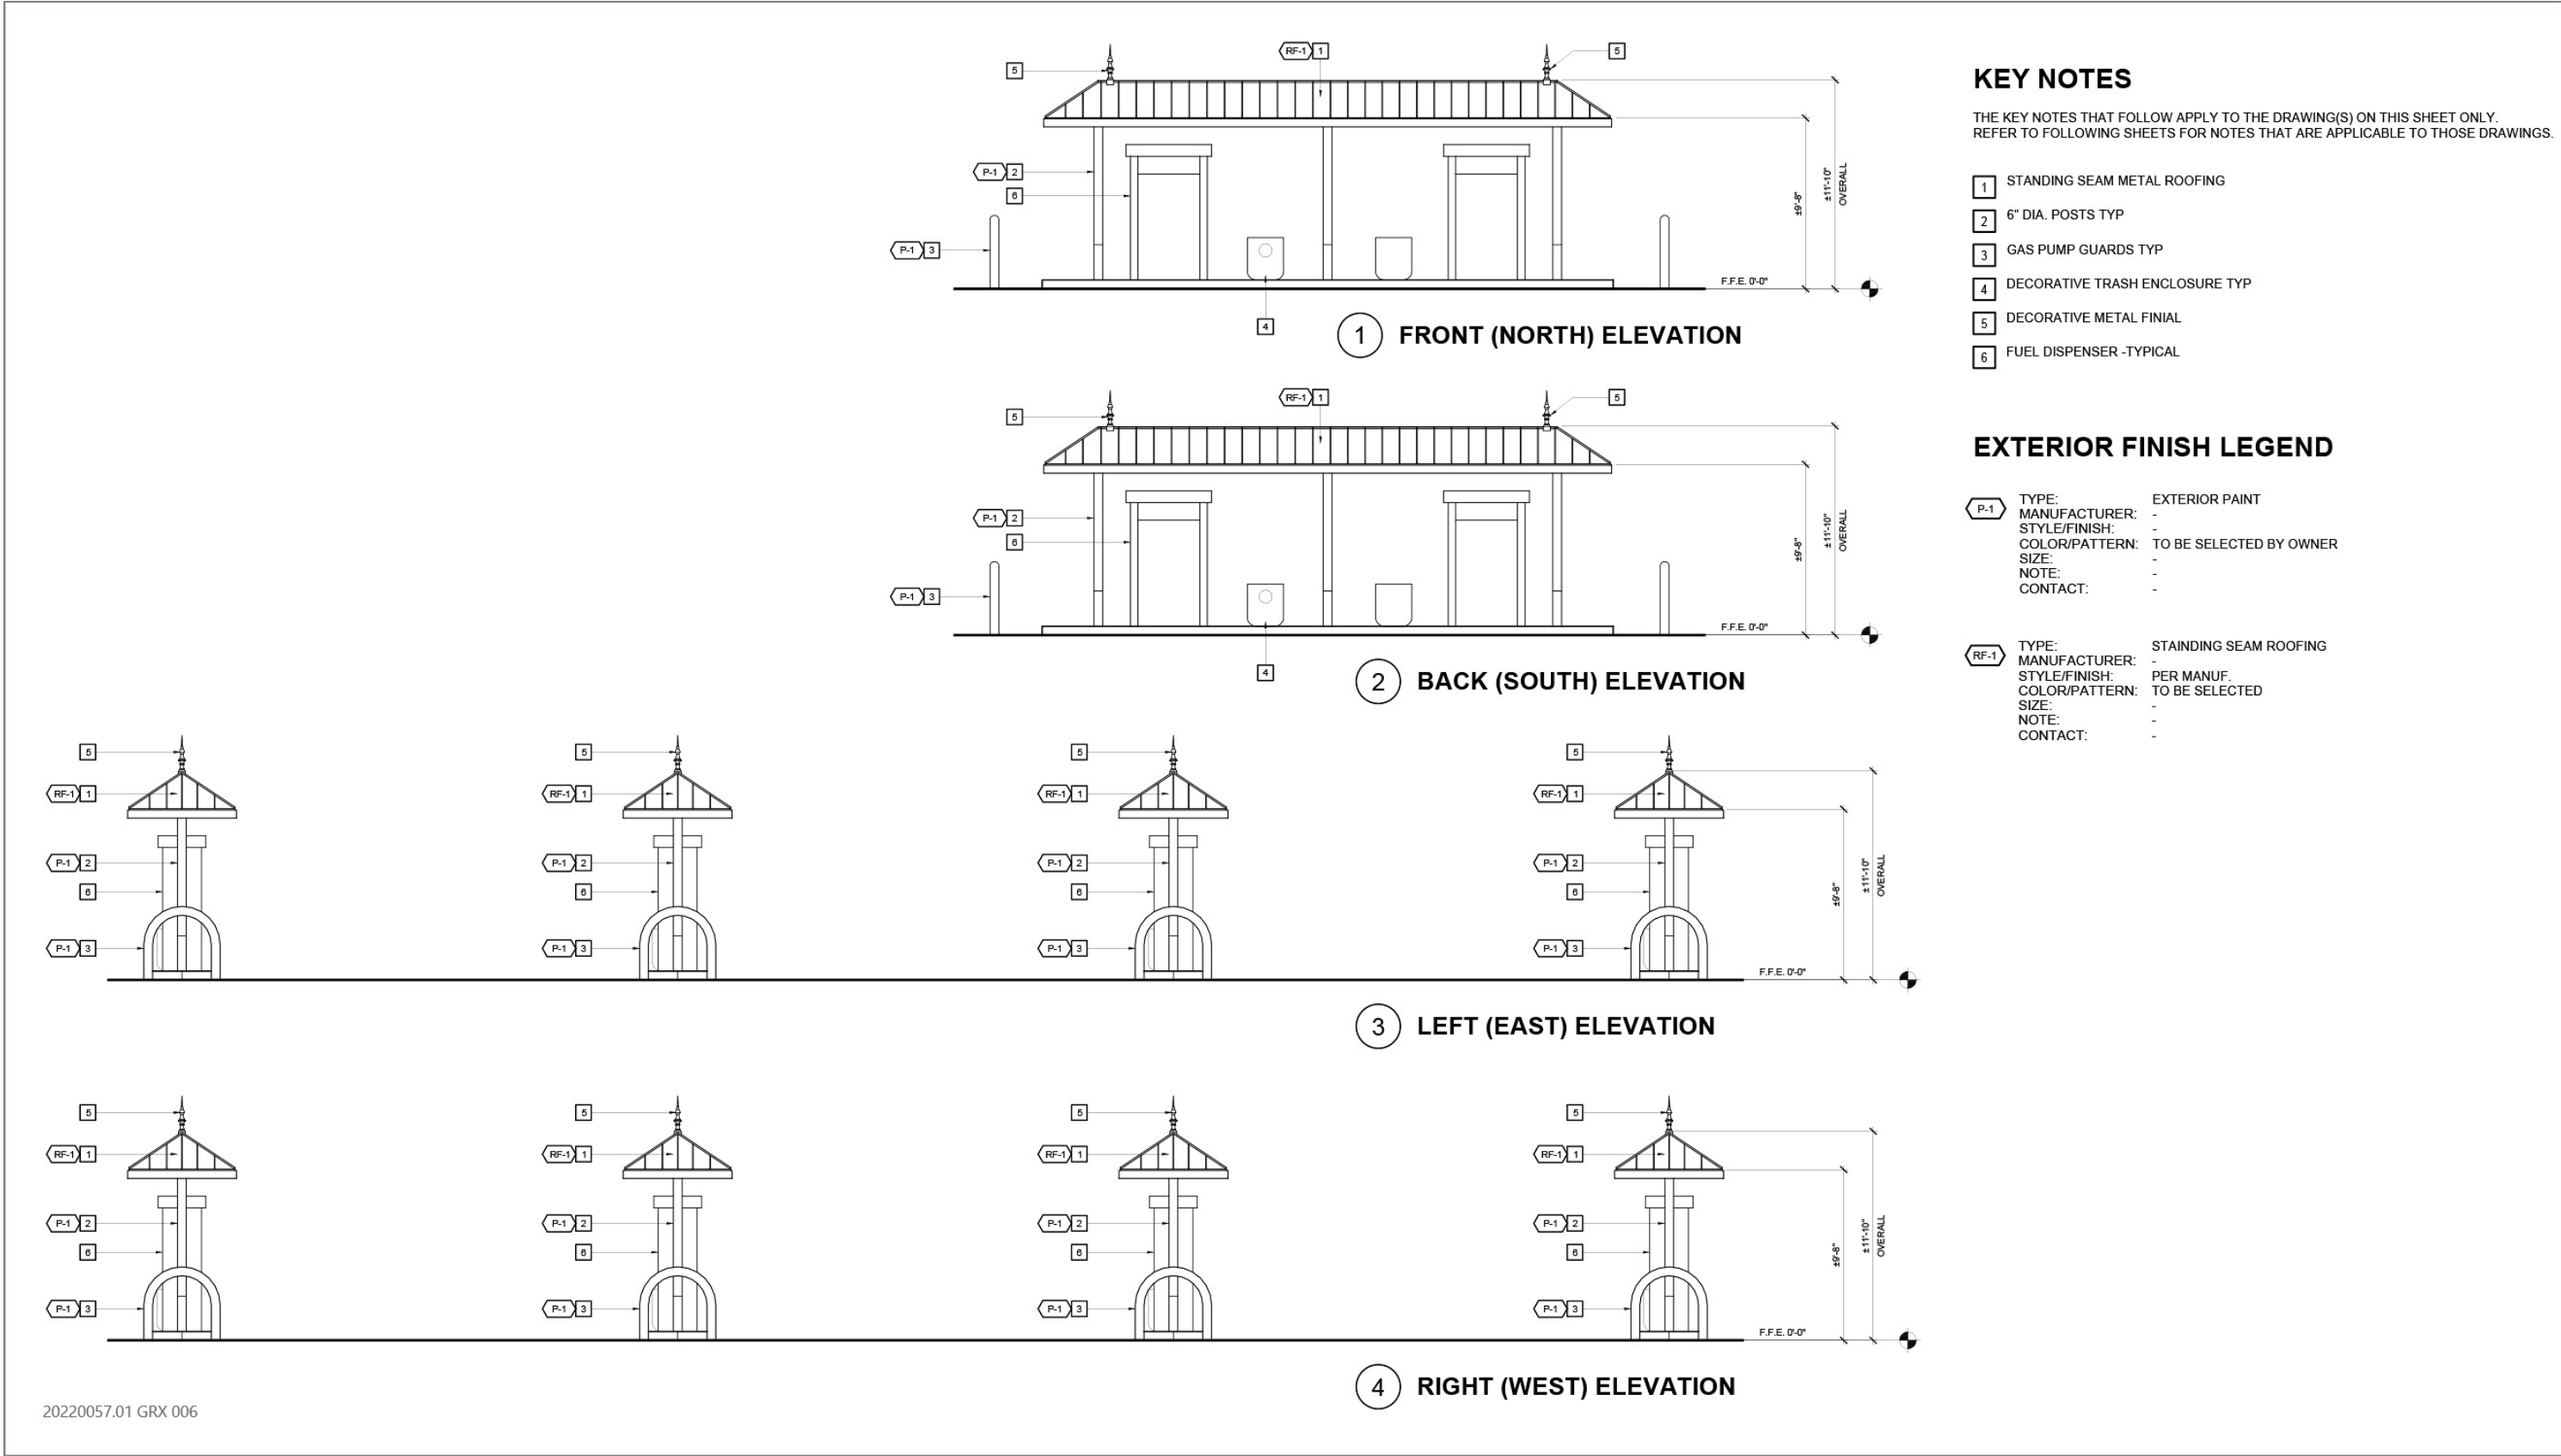 5
RF-1 1
5
P-1 2
6
P-1 3
4
±9'-8"
±11'-10"
OVERALL
F.F.E. 0'-0"
1 FRONT (NORTH) ELEVATION
5
RF-1 1
5
P-1 2
6
P-1 3
4
±9'-8"
±11'-10"
OVERALL
F.F.E. 0'-0"
2 BACK (SOUTH) ELEVATION
5
RF-1 1
P-1 2
6
P-1 3
5
RF-1 1
P-1 2
6
P-1 3
5
RF-1 1
P-1 2
6
P-1 3
5
RF-1 1
P-1 2
6
P-1 3
±9'-8"
±11'-10"
OVERALL
F.F.E. 0'-0"
3 LEFT (EAST) ELEVATION
5
RF-1 1
P-1 2
6
P-1 3
5
RF-1 1
P-1 2
6
P-1 3
5
RF-1 1
P-1 2
6
P-1 3
5
RF-1 1
P-1 2
6
P-1 3
±9'-8"
±11'-10"
OVERALL
F.F.E. 0'-0"
4 RIGHT (WEST) ELEVATION
20220057.01 GRX 006
KEY NOTES
THE KEY NOTES THAT FOLLOW APPLY TO THE DRAWING(S) ON THIS SHEET ONLY.
REFER TO FOLLOWING SHEETS FOR NOTES THAT ARE APPLICABLE TO THOSE DRAWINGS.
1 STANDING SEAM METAL ROOFING
2 6" DIA. POSTS TYP
3 GAS PUMP GUARDS TYP
4 DECORATIVE TRASH ENCLOSURE TYP
5 DECORATIVE METAL FINIAL
6 FUEL DISPENSER -TYPICAL
EXTERIOR FINISH LEGEND
P-1
TYPE: EXTERIOR PAINT
MANUFACTURER: -
STYLE/FINISH: -
COLOR/PATTERN: TO BE SELECTED BY OWNER
SIZE: -
NOTE: -
CONTACT: -
RF-1
TYPE: STAINDING SEAM ROOFING
MANUFACTURER: -
STYLE/FINISH: PER MANUF.
COLOR/PATTERN: TO BE SELECTED
SIZE: -
NOTE: -
CONTACT: -